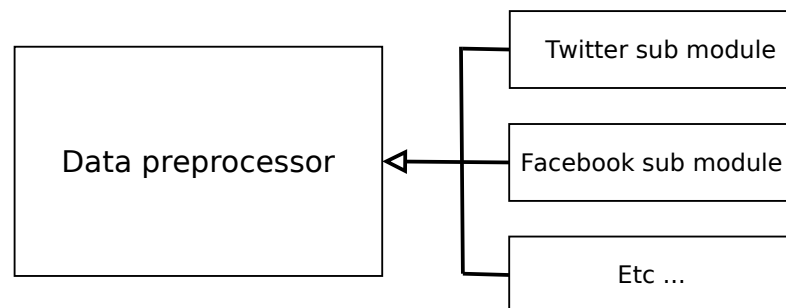 Twitter sub module
Data preprocessor
Facebook sub module
Etc ...